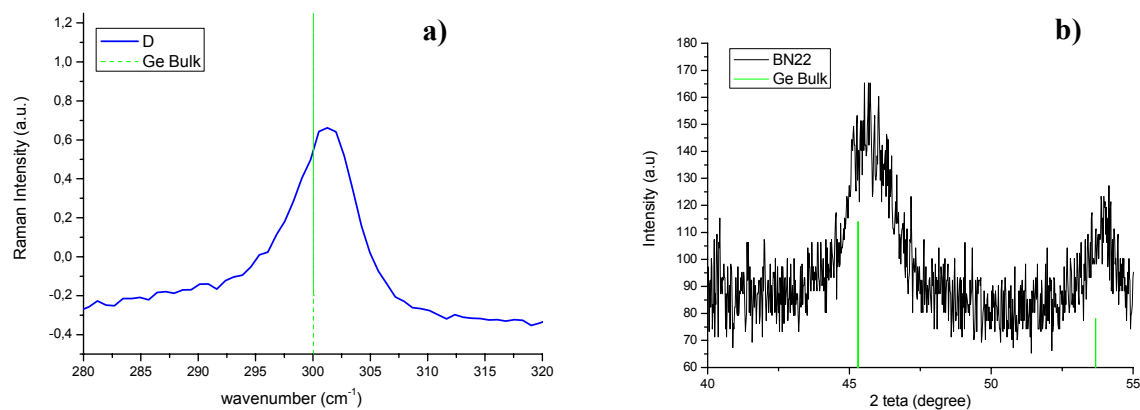 a)
D
Ge Bulk
Raman Intensity (a.u.)
1,2
1,0
0,8
0,6
0,4
0,2
0,0
-0,2
-0,4
280 285 290 295 300 305 310 315 320
wavenumber (cm-1)
b)
BN22
Ge Bulk
Intensity (a.u)
180
170
160
150
140
130
120
110
100
90
80
70
60
40 45 50 55
2 teta (degree)